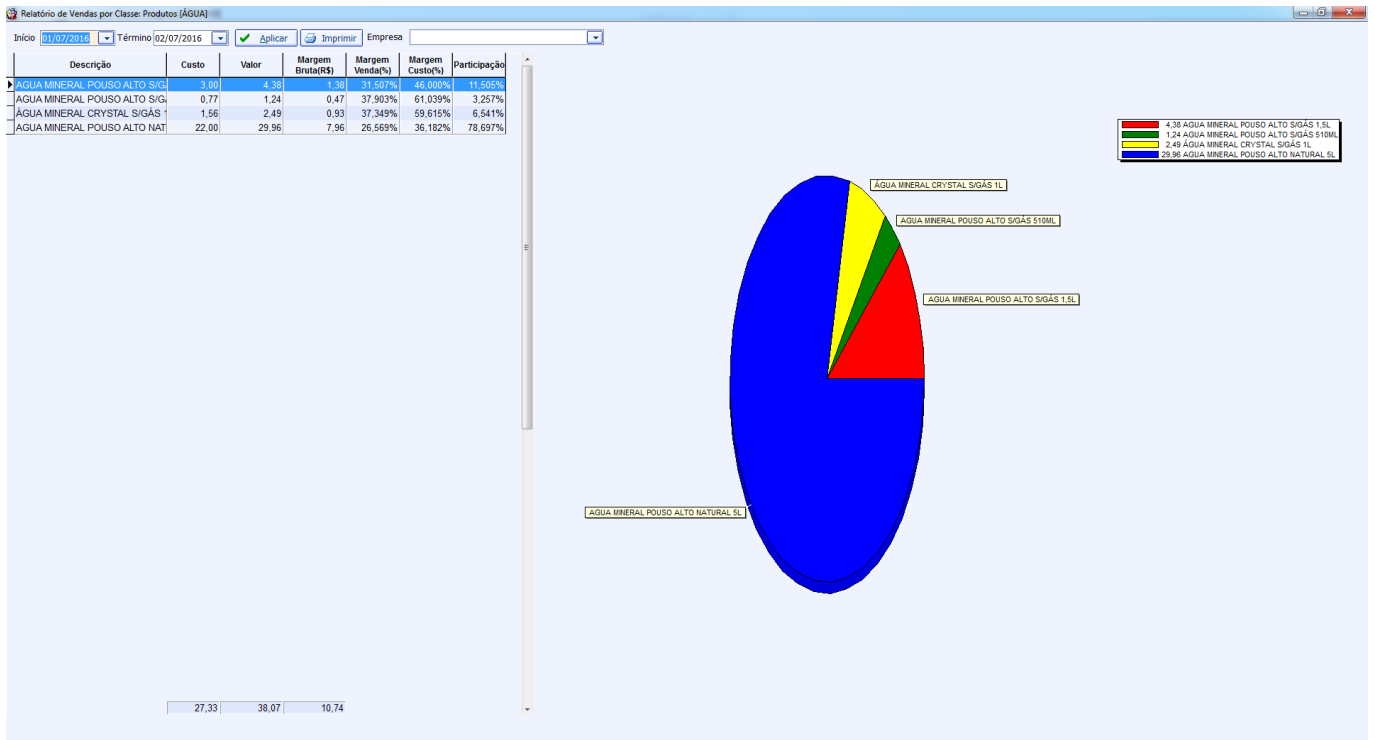 Relatório de Vendas por Classe: Produtos [ÁGUA]
Início 01/07/2016 Término 02/07/2016 Aplicar Imprimir Empresa
Descrição Custo Valor Margem Bruta(R$) Margem Venda(%) Margem Custo(%) Participação
AGUA MINERAL POUSO ALTO S/G 3,00 4,38 1,38 31,507% 46,000% 11,505%
AGUA MINERAL POUSO ALTO S/G 0,77 1,24 0,47 37,903% 61,039% 3,257%
ÁGUA MINERAL CRYSTAL S/GÁS 1 1,56 2,49 0,93 37,349% 59,615% 6,541%
AGUA MINERAL POUSO ALTO NAT 22,00 29,96 7,96 26,569% 36,182% 78,697%
4,38 AGUA MINERAL POUSO ALTO S/GÁS 1,5L
1,24 AGUA MINERAL POUSO ALTO S/GÁS 510ML
2,49 ÁGUA MINERAL CRYSTAL S/GÁS 1L
29,96 AGUA MINERAL POUSO ALTO NATURAL 5L
ÁGUA MINERAL CRYSTAL S/GÁS 1L
AGUA MINERAL POUSO ALTO S/GÁS 510ML
AGUA MINERAL POUSO ALTO S/GÁS 1,5L
AGUA MINERAL POUSO ALTO NATURAL 5L
27,33 38,07 10,74